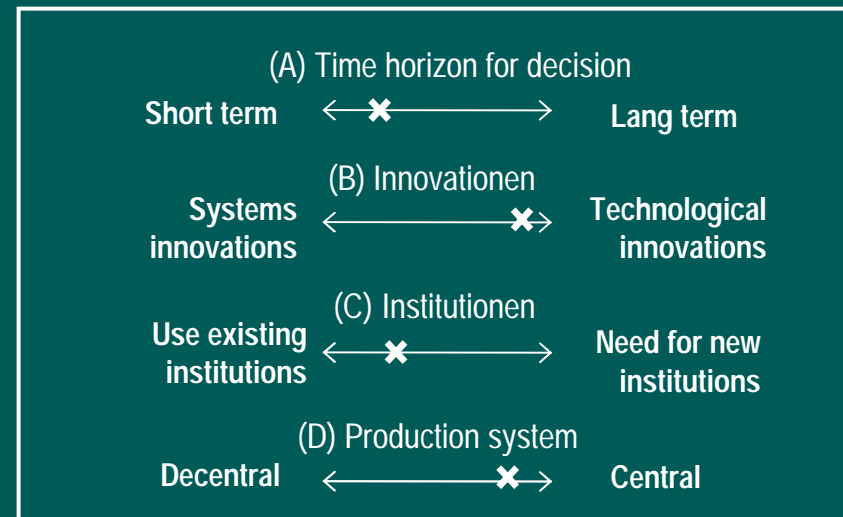 (A) Time horizon for decision
Short term
Lang term
(B) Innovationen
Systems
innovations
Technological
innovations
(C) Institutionen
Use existing
institutions
Need for new
institutions
(D) Production system
Decentral
Central